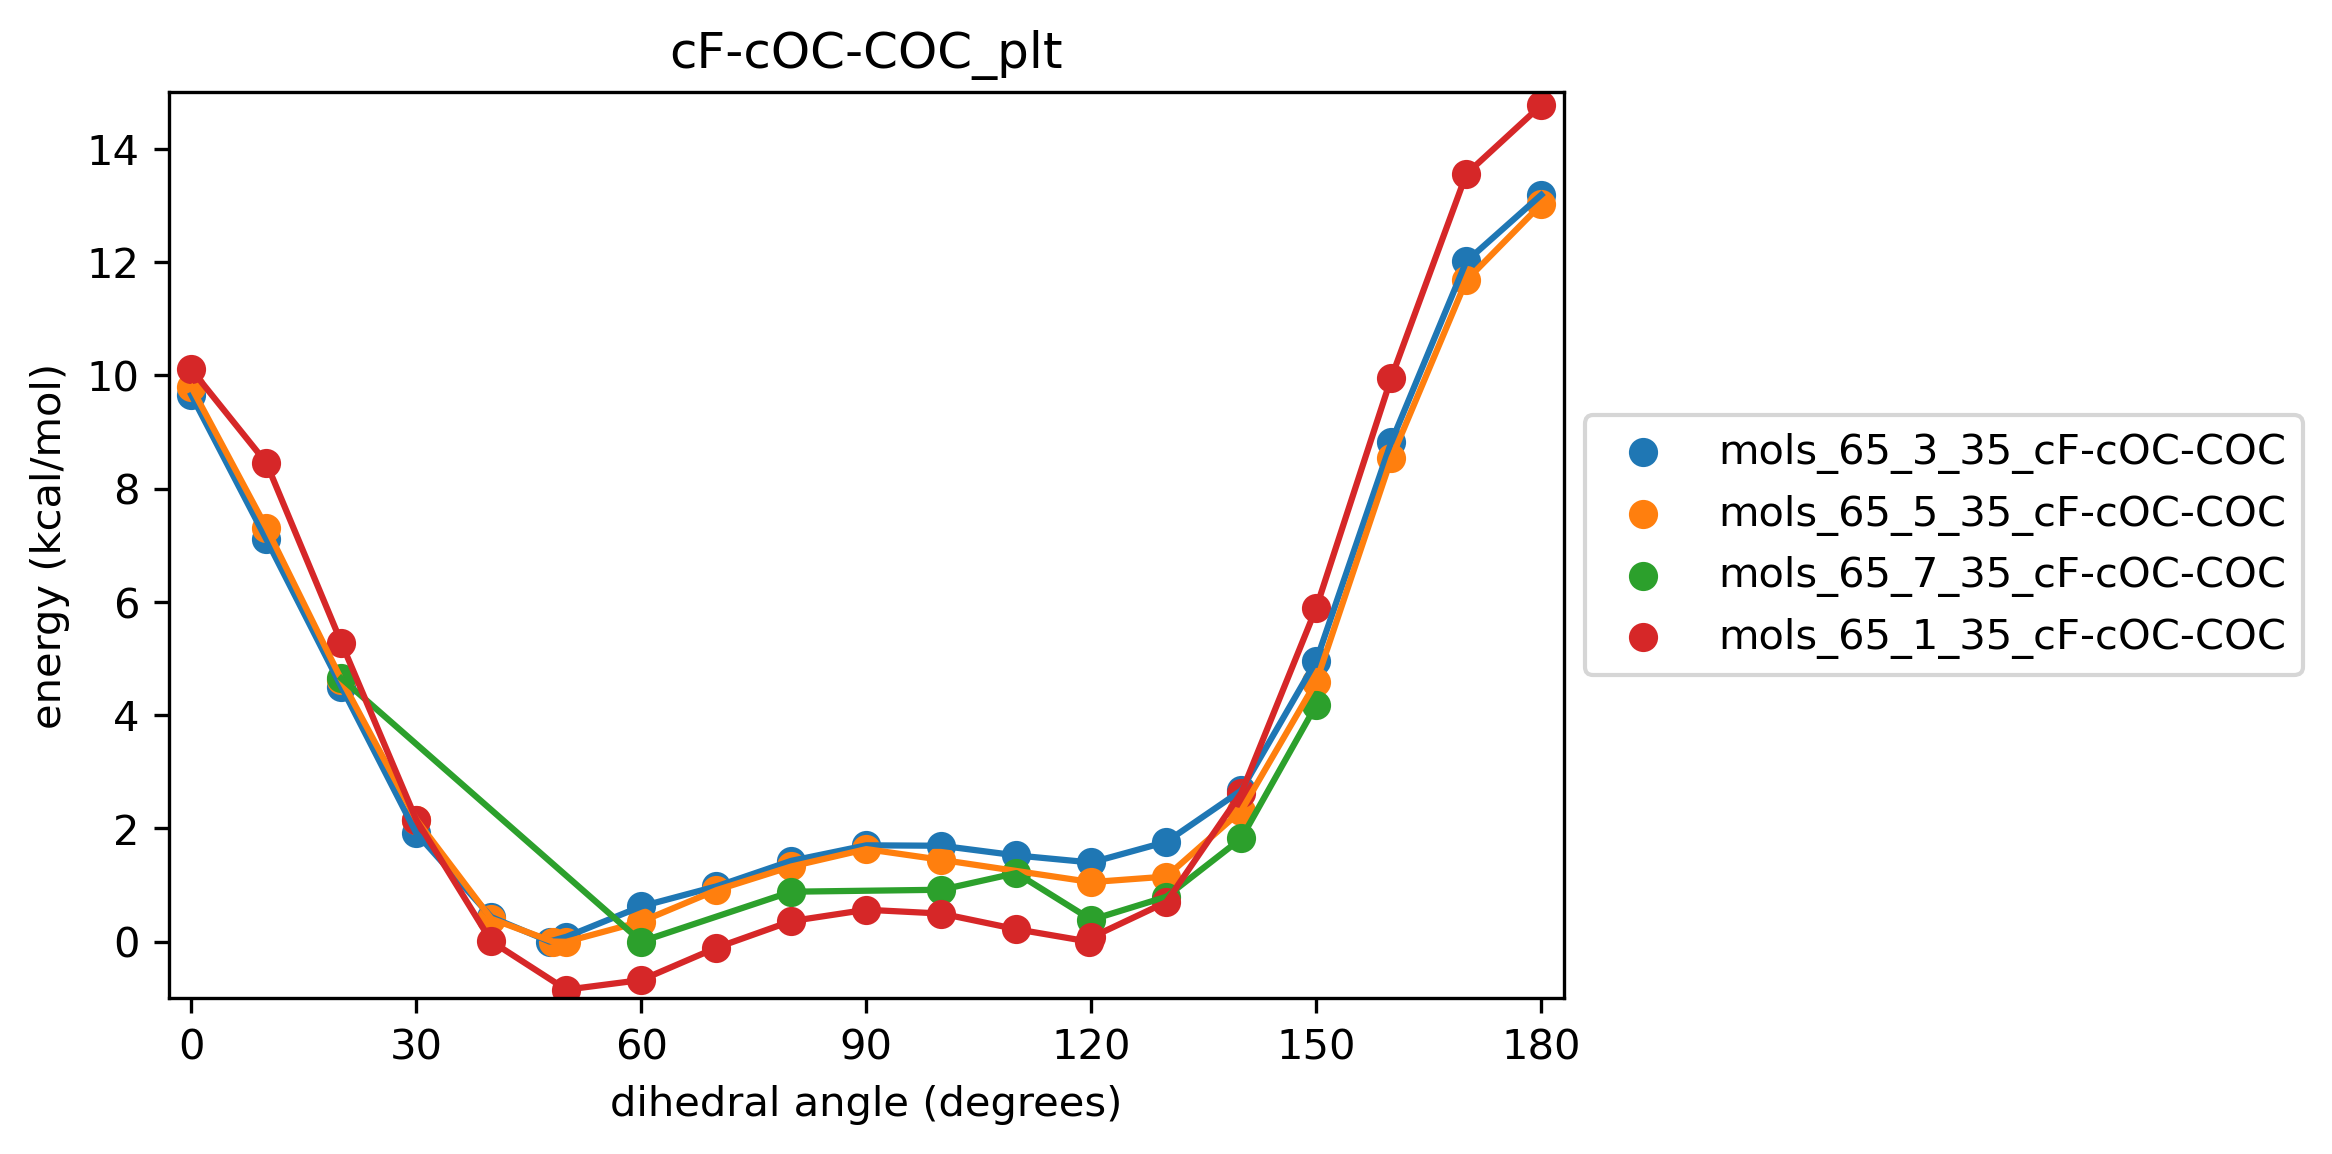 cF-cOC-COC_plt
energy (kcal/mol)
14
12
10
8
6
4
2
0
0 30 60 90 120 150 180
dihedral angle (degrees)
mols_65_3_35_cF-cOC-COC
mols_65_5_35_cF-cOC-COC
mols_65_7_35_cF-cOC-COC
mols_65_1_35_cF-cOC-COC